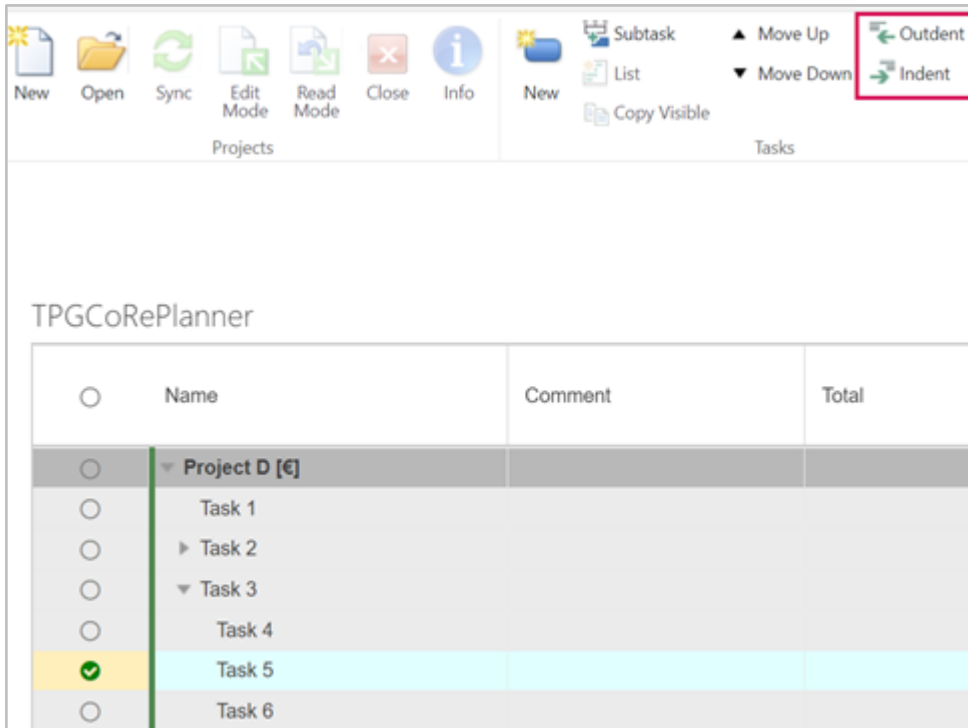 New
Open
Sync
Edit
Mode
Read
Mode
Close
Info
Projects
New
Subtask
List
Copy Visible
Move Up
Move Down
Outdent
Indent
Tasks
TPGCoRePlanner
Name Comment Total
Project D [€]
Task 1
Task 2
Task 3
Task 4
Task 5
Task 6